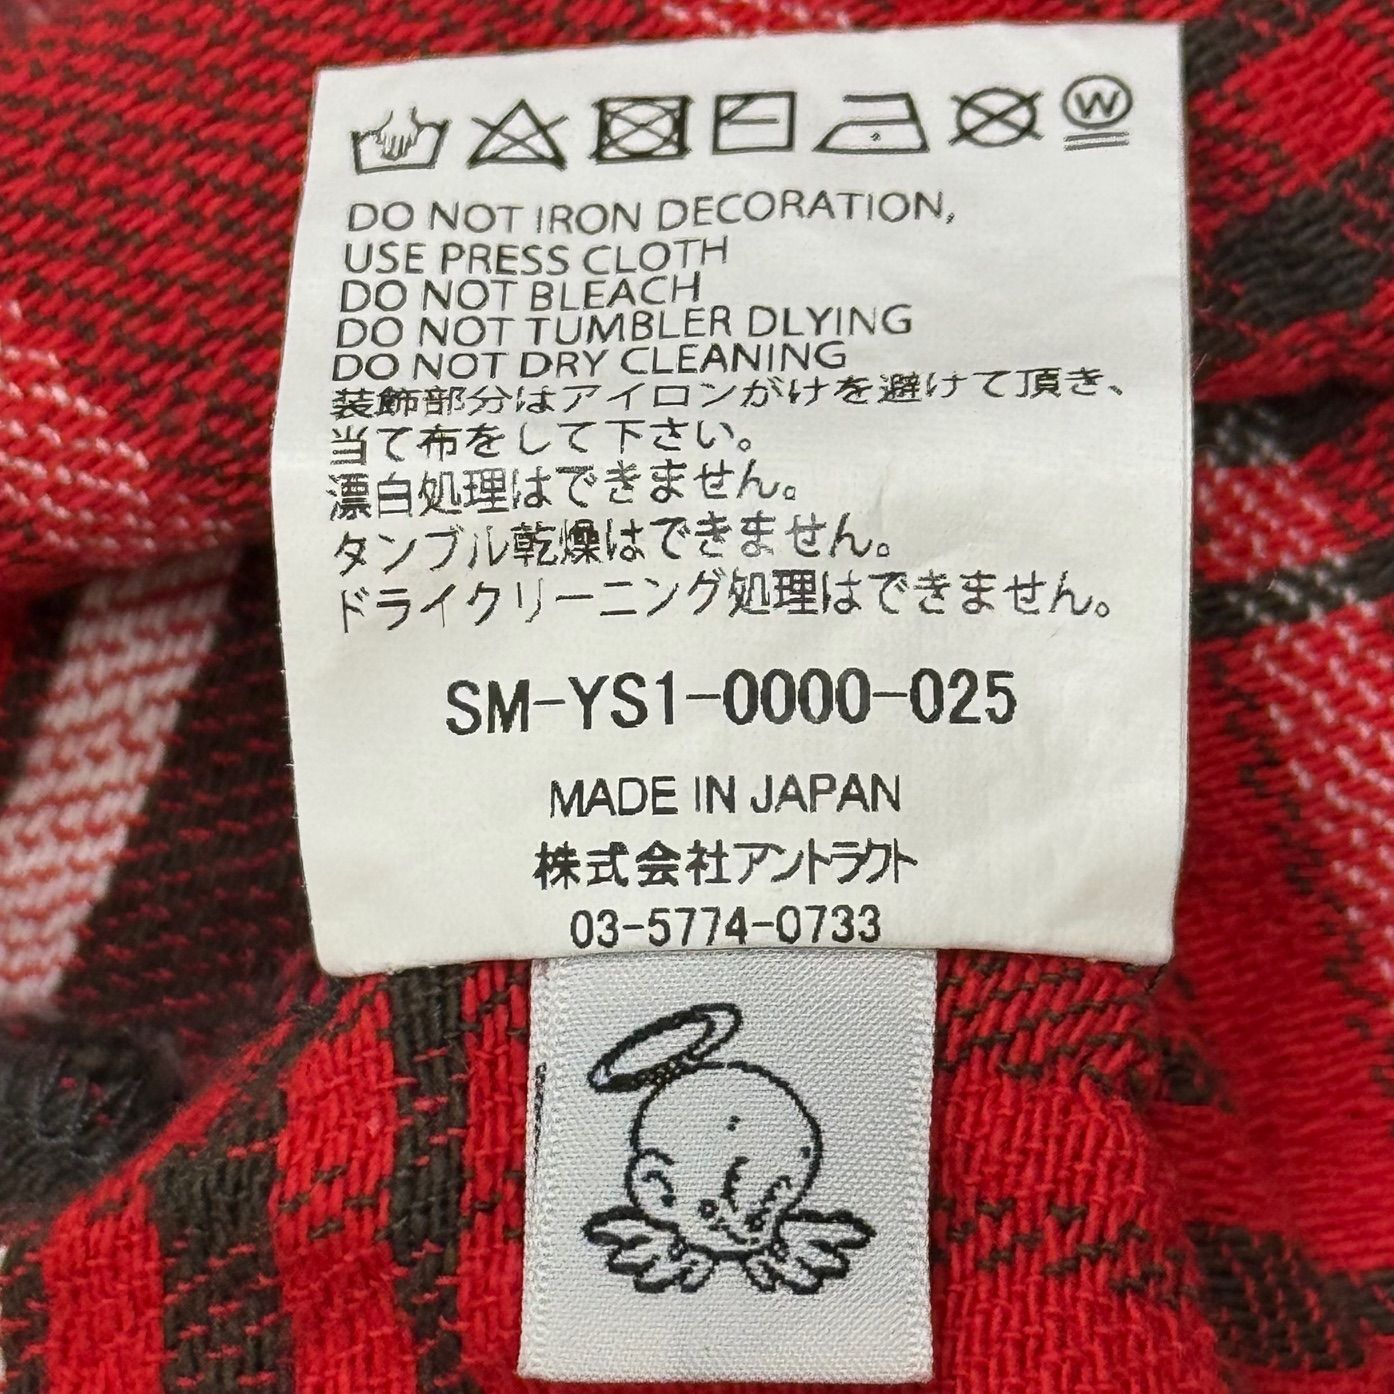 W
DO NOT IRON DECORATION,
USE PRESS CLOTH
DO NOT BLEACH
DO NOT TUMBLER DLYING
DO NOT DRY CLEANING
装飾部分はアイロンがけを避けて頂き、
当て布をして下さい。
漂白処理はできません。
タンブル乾燥はできません。
ドライクリーニング処理はできません。
SM-YS1-0000-025
MADE IN JAPAN
株式会社アントラクト
03-5774-0733